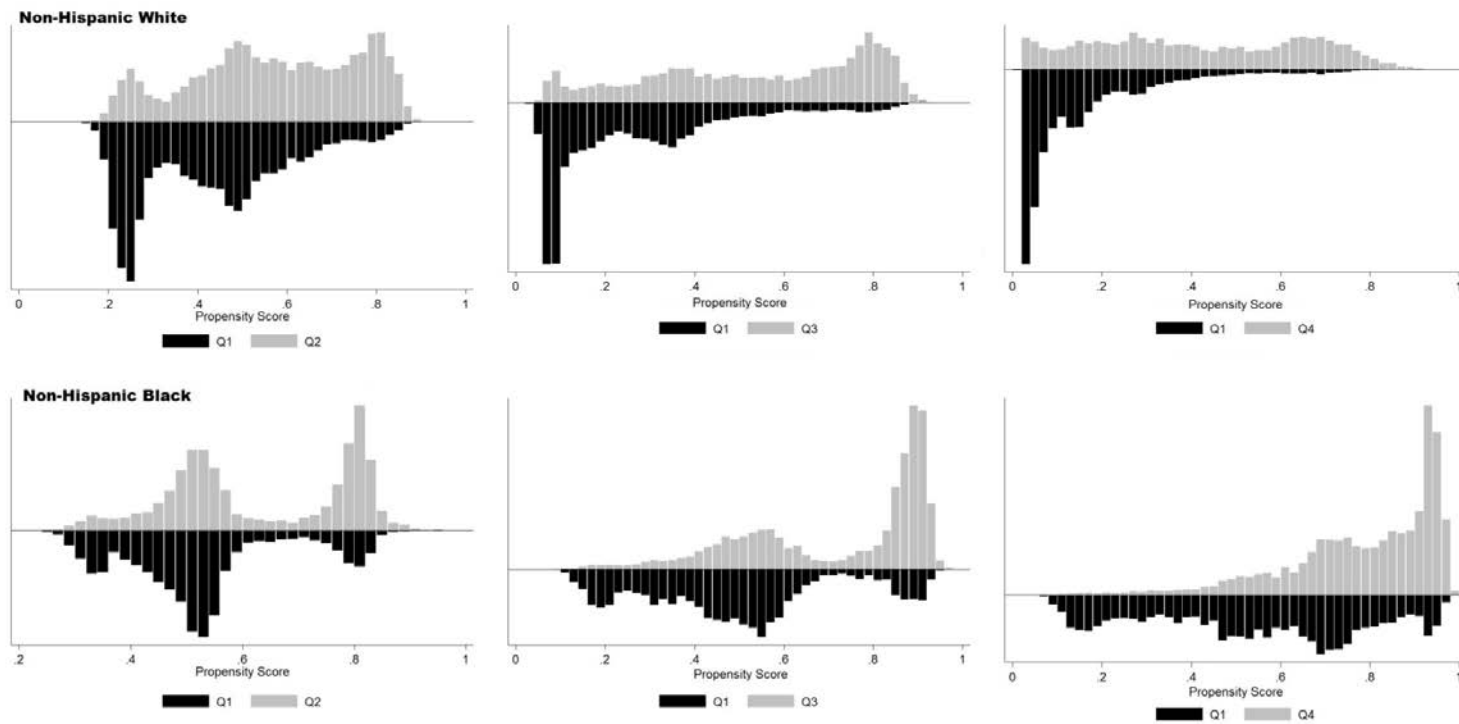 Non-Hispanic White
0 .2 .4 .6 .8 1
Propensity Score
Q1 Q2
0 .2 .4 .6 .8 1
Propensity Score
Q1 Q3
0 .2 .4 .6 .8 1
Propensity Score
Q1 Q4
Non-Hispanic Black
.2 .4 .6 .8 1
Propensity Score
Q1 Q2
0 .2 .4 .6 .8 1
Propensity Score
Q1 Q3
0 .2 .4 .6 .8 1
Propensity Score
Q1 Q4